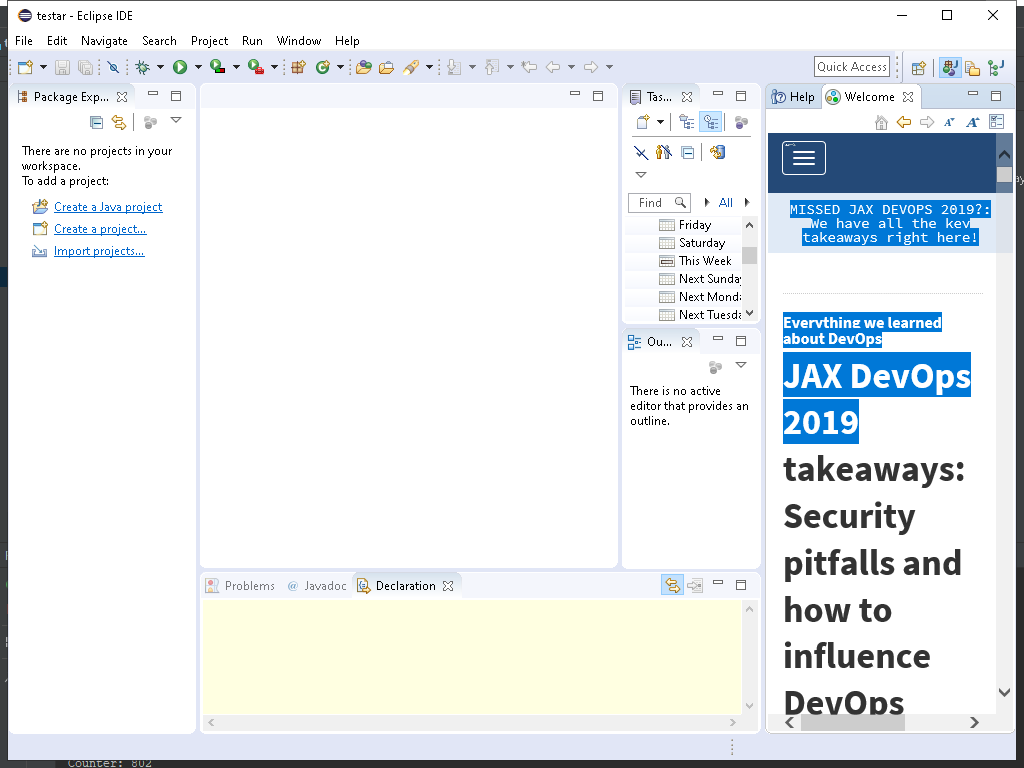 testar - Eclipse IDE
File Edit Navigate Search Project Run Window Help
Quick Access
Package Exp...
There are no projects in your
workspace.
To add a project:
Create a Java project
Create a project...
Import projects...
Tas...
Find
All
Friday
Saturday
This Week
Next Sunda
Next Monda
Next Tuesda
Ou...
There is no active
editor that provides an
outline.
Problems @ Javadoc Declaration
Help Welcome
MISSED JAX DEVOPS 2019?:
We have all the key
takeaways right here!
Everything we learned
about DevOps
JAX DevOps
2019
takeaways:
Security
pitfalls and
how to
influence
DevOps
Counter: 802